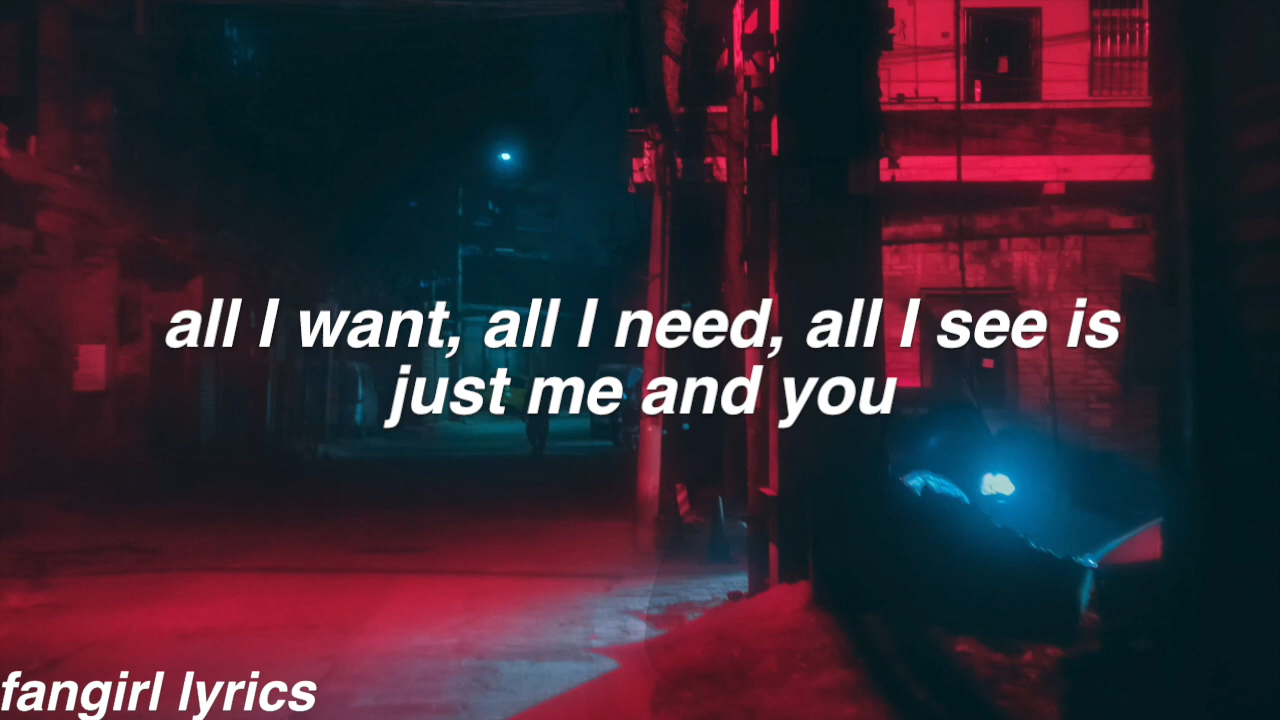 all I want, all I need, all I see is
just me and you
fangirl lyrics